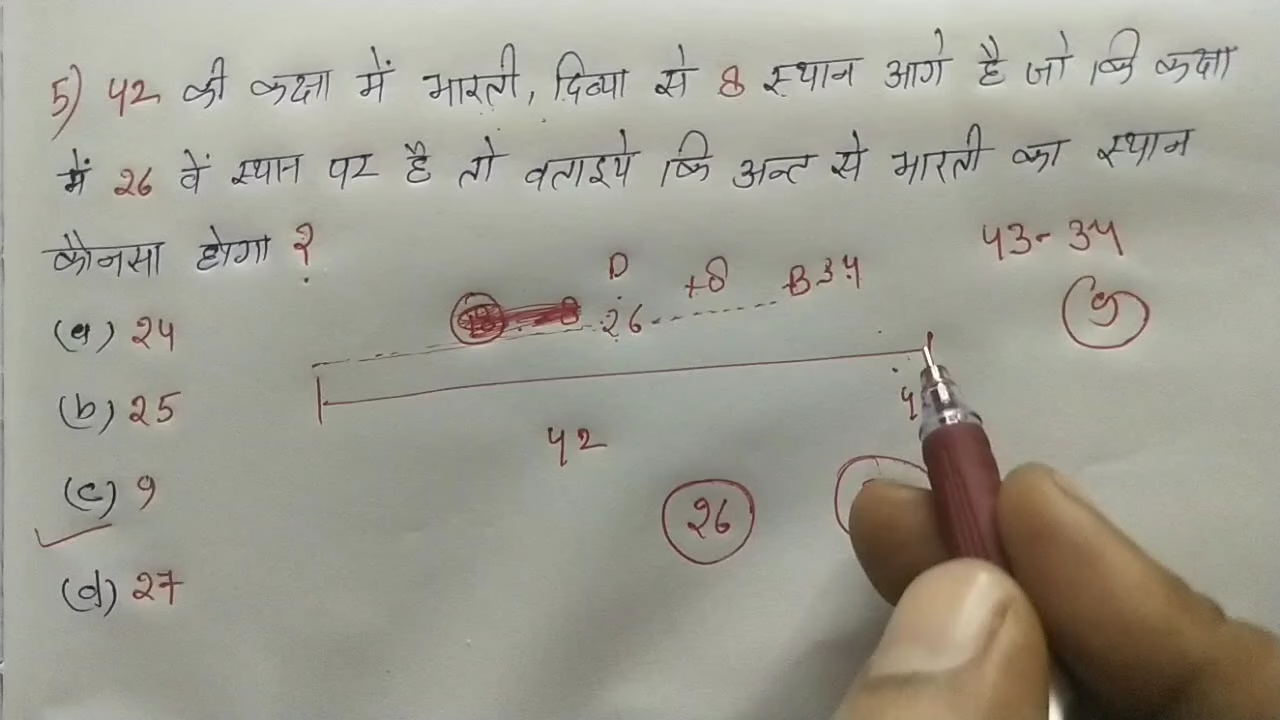 5) 42 की कक्षा में भारती, दिव्या से 8 स्थान आगे है जो कि कक्षा
में 26 वें स्थान पर है तो बताइये कि अन्त से भारती का स्थान
कौनसा होगा ?
43- 34
D +8 B 34
26
9
(a) 24
(b) 25
42
(c) 9
26
(d) 27